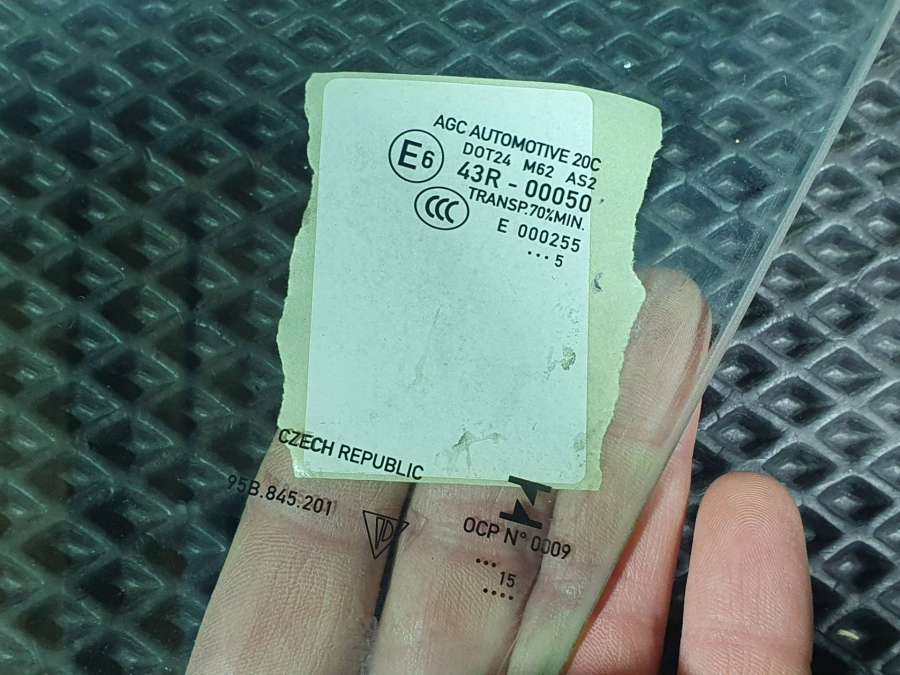 AGC AUTOMOTIVE 20C
DOT24 M62 AS2
E6
43R - 00050
CCC
TRANSP.70%MIN.
E 000255
••• 5
CZECH REPUBLIC
95B.845.201
OCP N° 0009
•••
15
••••